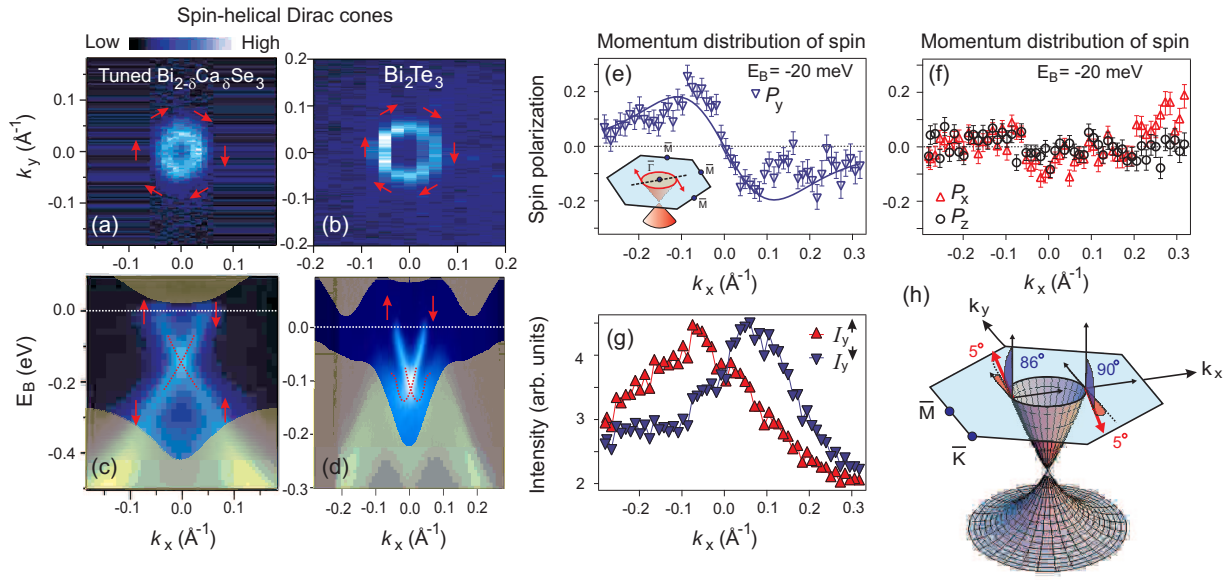 Spin-helical Dirac cones
Low High
Tuned Bi2-δCaδSe3
Bi2Te3
ky (Å-1)
0.1
0.0
-0.1
(a)
0.2
0.1
0.0
-0.1
-0.2
(b)
-0.1 0.0 0.1
-0.2 -0.1 0.0 0.1 0.2
EB (eV)
0.0
-0.2
-0.4
(c)
-0.1 0.0 0.1
kx (Å-1)
0.0
-0.1
-0.2
-0.3
(d)
-0.2 -0.1 0.0 0.1 0.2
kx (Å-1)
Momentum distribution of spin
(e)
EB= -20 meV
Py
Spin polarization
0.2
0.0
-0.2
M̅
Γ̅
M̅
M̅
-0.2 -0.1 0.0 0.1 0.2 0.3
kx (Å-1)
Momentum distribution of spin
(f)
EB= -20 meV
0.2
0.0
-0.2
Px
Pz
-0.2 -0.1 0.0 0.1 0.2 0.3
kx (Å-1)
(g)
Iy
Iy
Intensity (arb. units)
4
3
2
-0.2 -0.1 0.0 0.1 0.2 0.3
kx (Å-1)
(h)
ky
5°
86°
90°
kx
M̅
K̅
5°